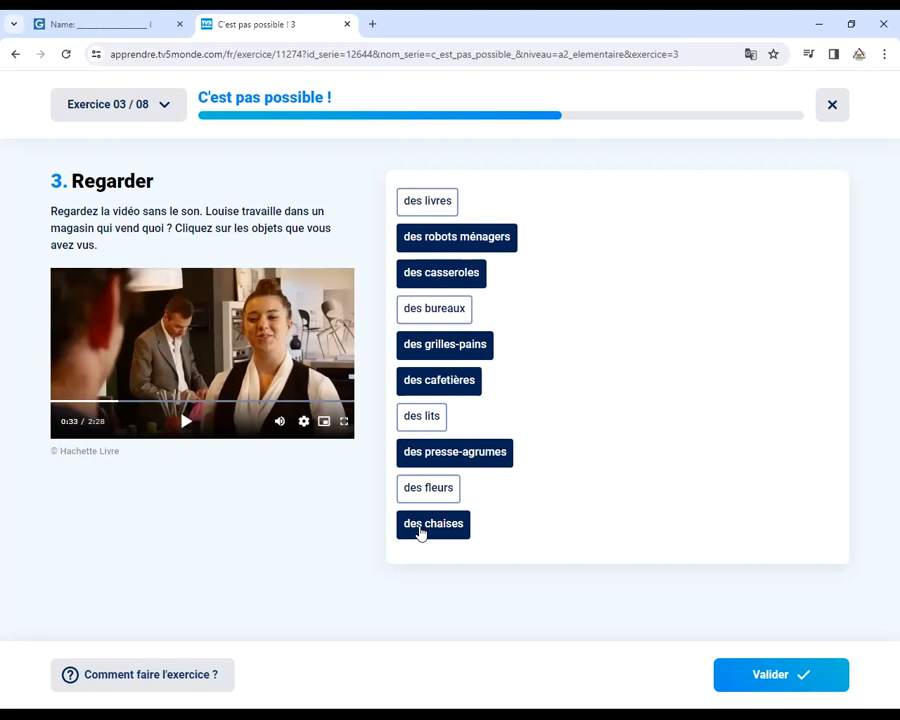 Name: ________________ I
C'est pas possible ! 3
apprendre.tv5monde.com/fr/exercice/11274?id_serie=12644&nom_serie=c_est_pas_possible_&niveau=a2_elementaire&exercice=3
Exercice 03 / 08
C'est pas possible !
3. Regarder
Regardez la vidéo sans le son. Louise travaille dans un
magasin qui vend quoi ? Cliquez sur les objets que vous
avez vus.
0:33 / 2:28
© Hachette Livre
des livres
des robots ménagers
des casseroles
des bureaux
des grilles-pains
des cafetières
des lits
des presse-agrumes
des fleurs
des chaises
Comment faire l'exercice ?
Valider